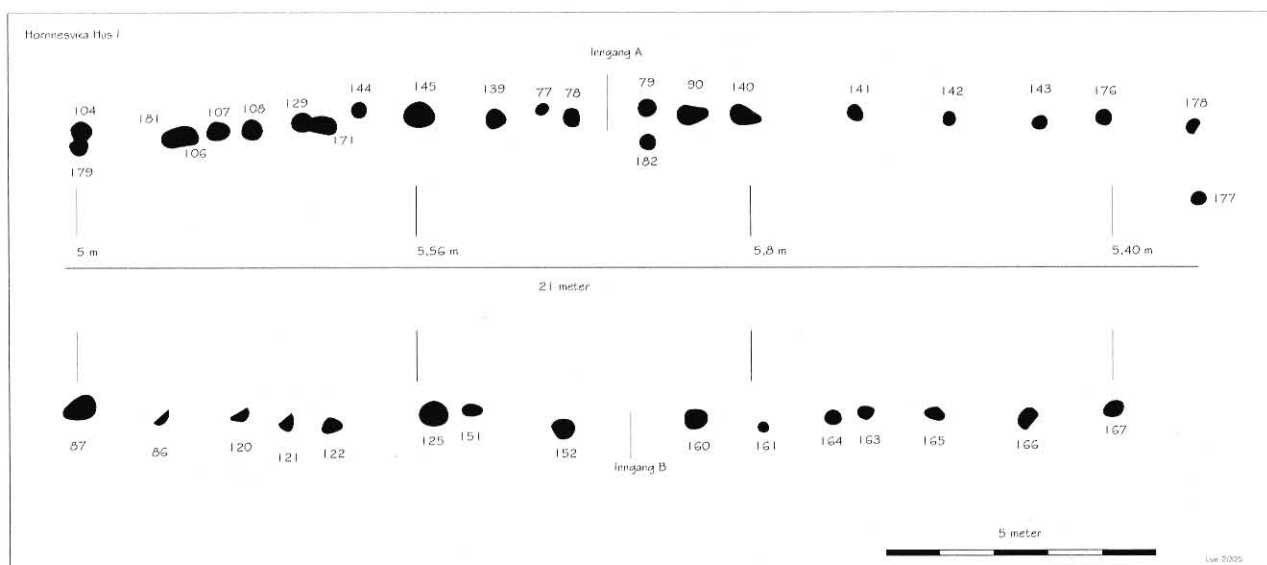 Hornnesvika Hus I
Inngang A
104 181 107 108 129 144 145 139 77 78 79 90 140 141 142 143 176 178
179 106 171 182 177
5 m 5,56 m 5,8 m 5,40 m
21 meter
87 86 120 121 122 125 151 152 160 161 164 163 165 166 167
Inngang B
5 meter
2005